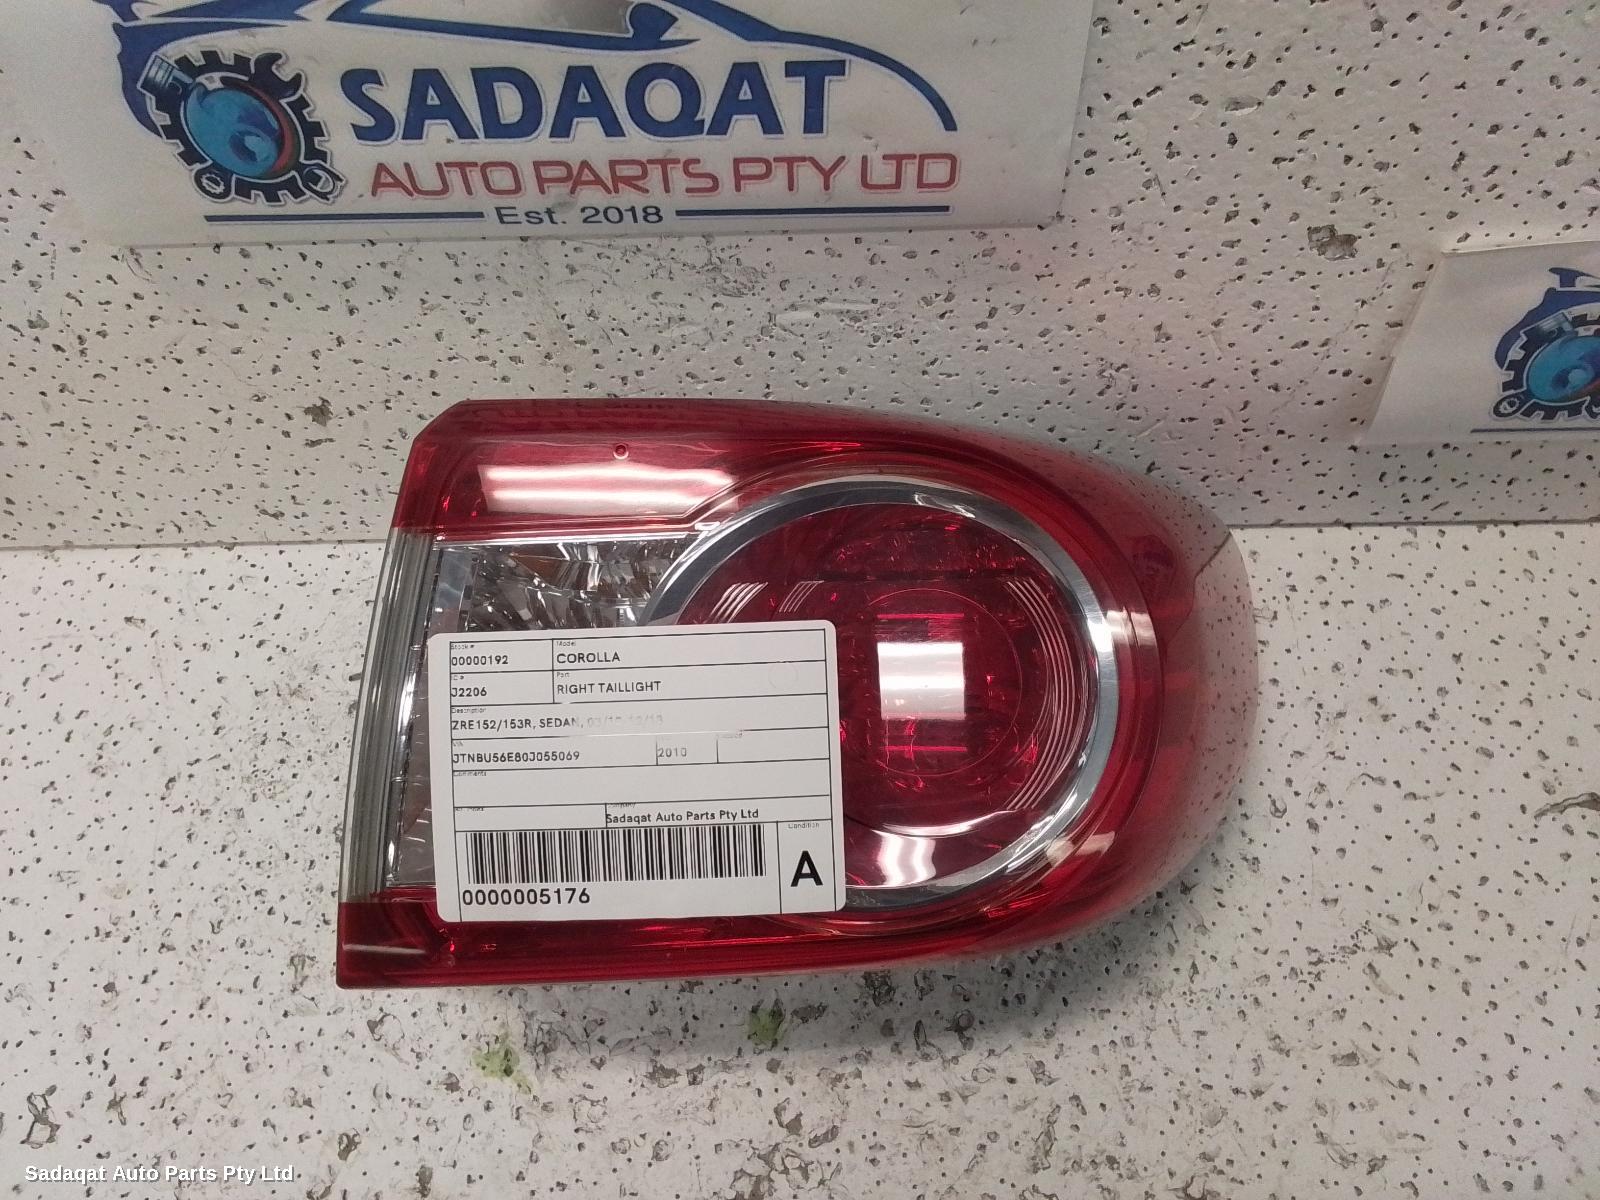 SADAQAT
AUTO PARTS PTY LTD
Est. 2018
Stock #
00000192
Model
COROLLA
IC #
J2206
Part
RIGHT TAILLIGHT
Description
ZRE152/153R, SEDAN,
VIN
JTNBU56E80J055069
2010
Comments
Company
Sadaqat Auto Parts Pty Ltd
Condition
A
0000005176
Sadaqat Auto Parts Pty Ltd